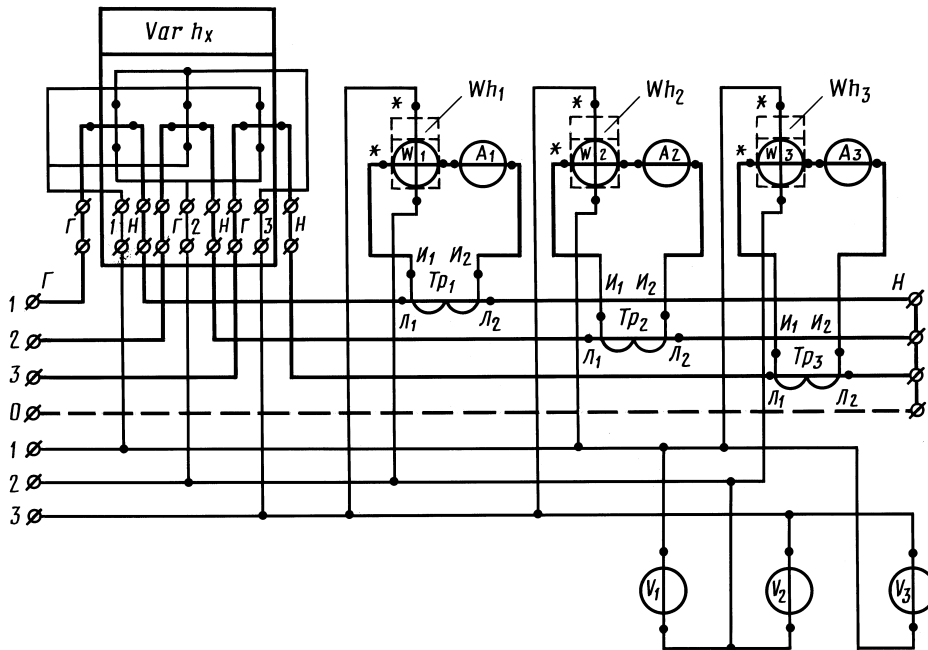 Var hx
* Wh1
* W1 A1
И1 И2
Тр1
Л1 Л2
* Wh2
* W2 A2
И1 И2
Тр2
Л1 Л2
* Wh3
* W3 A3
И1 И2
Тр3
Л1 Л2
Г 1 Н Г 2 Н Г 3 Н
Г Н
1
2
3
0
1
2
3
V1 V2 V3